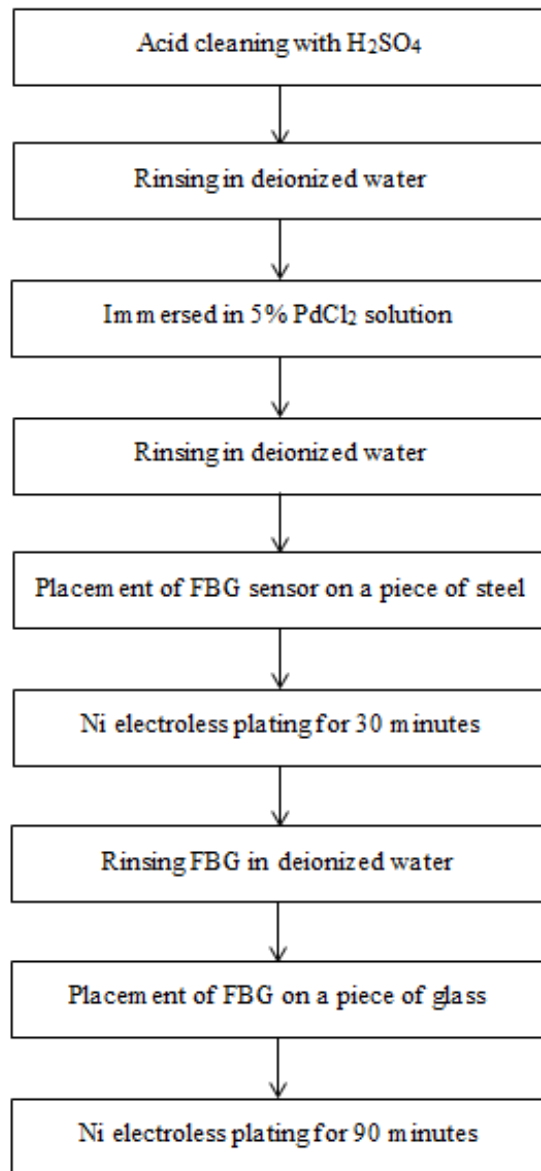 Acid cleaning with H₂SO₄
Rinsing in deionized water
Immersed in 5% PdCl₂ solution
Rinsing in deionized water
Placement of FBG sensor on a piece of steel
Ni electroless plating for 30 minutes
Rinsing FBG in deionized water
Placement of FBG on a piece of glass
Ni electroless plating for 90 minutes